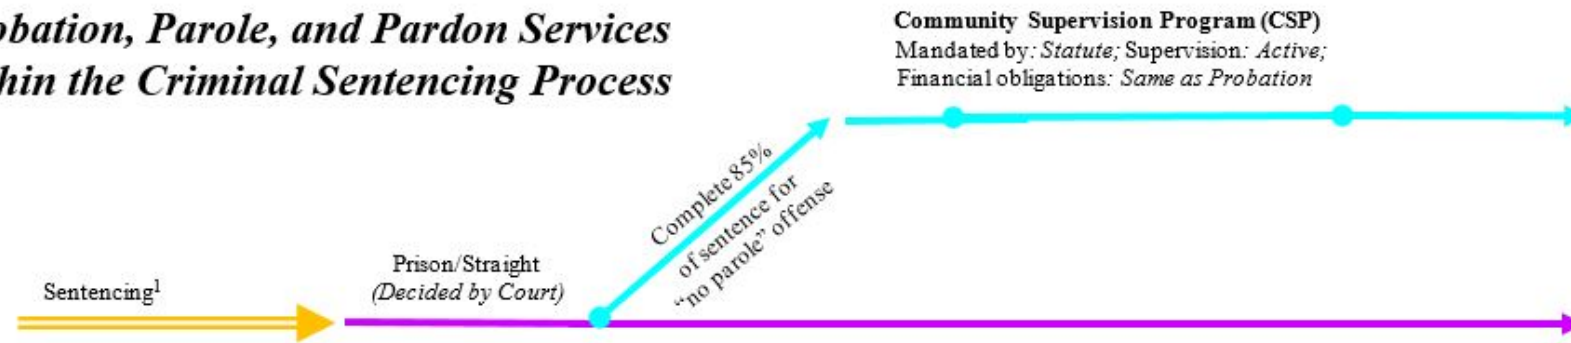 obation, Parole, and Pardon Services
hin the Criminal Sentencing Process
Community Supervision Program (CSP)
Mandated by: Statute; Supervision: Active;
Financial obligations: Same as Probation
Complete 85%
of sentence for
“no parole” offense
Prison/Straight
(Decided by Court)
Sentencing¹